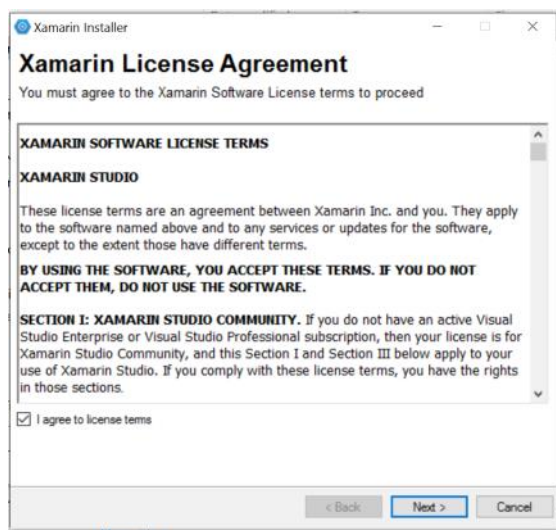 Xamarin Installer
Xamarin License Agreement
You must agree to the Xamarin Software License terms to proceed
XAMARIN SOFTWARE LICENSE TERMS
XAMARIN STUDIO
These license terms are an agreement between Xamarin Inc. and you. They apply
to the software named above and to any services or updates for the software,
except to the extent those have different terms.
BY USING THE SOFTWARE, YOU ACCEPT THESE TERMS. IF YOU DO NOT
ACCEPT THEM, DO NOT USE THE SOFTWARE.
SECTION I: XAMARIN STUDIO COMMUNITY. If you do not have an active Visual
Studio Enterprise or Visual Studio Professional subscription, then your license is for
Xamarin Studio Community, and this Section I and Section III below apply to your
use of Xamarin Studio. If you comply with these license terms, you have the rights
in those sections.
I agree to license terms
< Back Next > Cancel